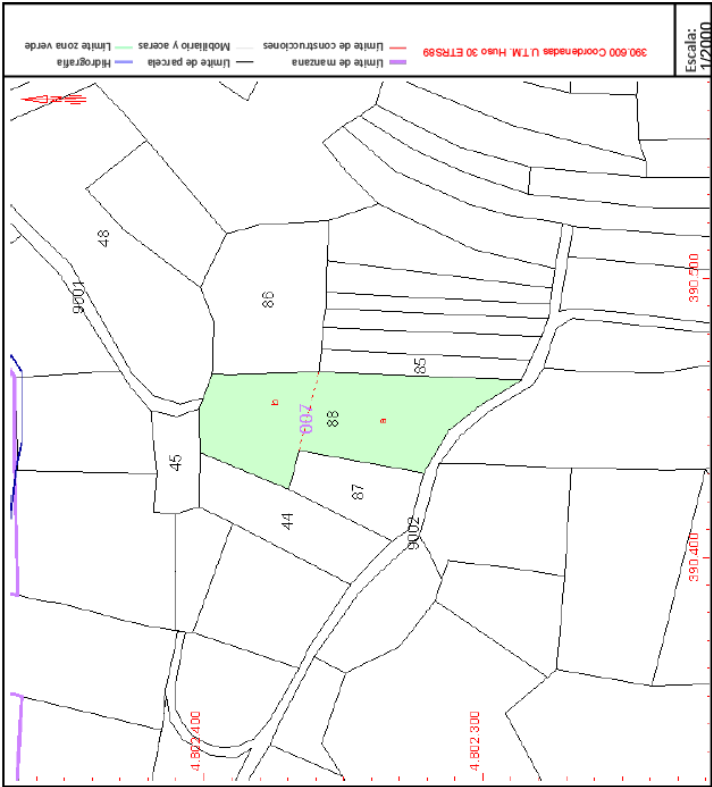 Escala:
1/2000
390.600 Coordenadas U.T.M. Huso 30 ETRS89
Límite de manzana
Límite de construcciones
Límite de parcela
Mobiliario y aceras
Hidrografía
Límite zona verde
48
9001
86
390.500
85
b
007
88
a
45
87
44
9002
390.400
4.802.400
4.802.300